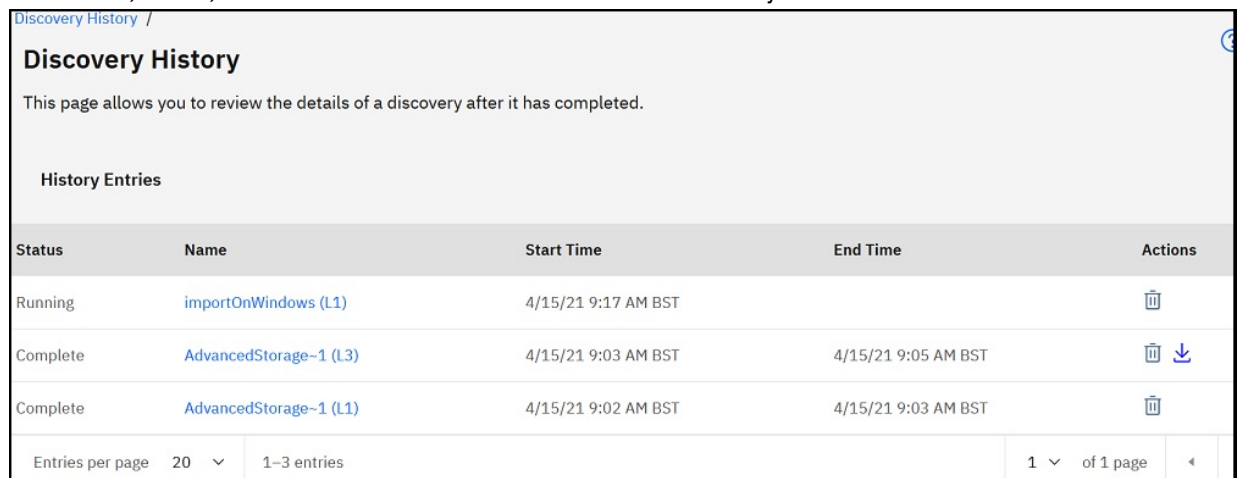 Discovery History /
Discovery History
This page allows you to review the details of a discovery after it has completed.
History Entries
Status Name Start Time End Time Actions
Running importOnWindows (L1) 4/15/21 9:17 AM BST
Complete AdvancedStorage~1 (L3) 4/15/21 9:03 AM BST 4/15/21 9:05 AM BST
Complete AdvancedStorage~1 (L1) 4/15/21 9:02 AM BST 4/15/21 9:03 AM BST
Entries per page 20 1–3 entries 1 of 1 page